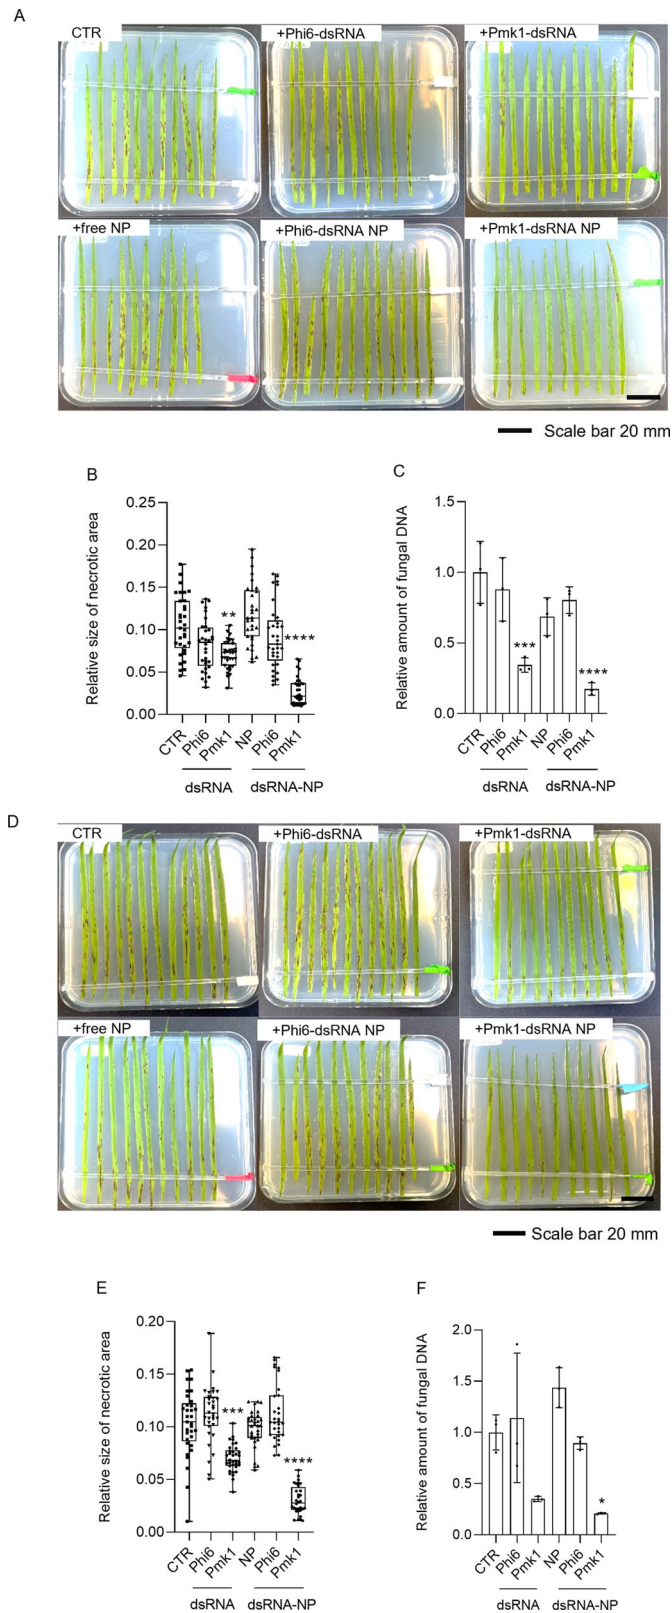 A
CTR
+Phi6-dsRNA
+Pmk1-dsRNA
+free NP
+Phi6-dsRNA NP
+Pmk1-dsRNA NP
Scale bar 20 mm
B
Relative size of necrotic area
0.25
0.20
0.15
0.10
0.05
0.00
**
****
CTR
Phi6
Pmk1
NP
Phi6
Pmk1
dsRNA
dsRNA-NP
C
Relative amount of fungal DNA
1.5
1.0
0.5
0.0
***
****
CTR
Phi6
Pmk1
NP
Phi6
Pmk1
dsRNA
dsRNA-NP
D
CTR
+Phi6-dsRNA
+Pmk1-dsRNA
+free NP
+Phi6-dsRNA NP
+Pmk1-dsRNA NP
Scale bar 20 mm
E
Relative size of necrotic area
0.20
0.15
0.10
0.05
0.00
***
****
CTR
Phi6
Pmk1
NP
Phi6
Pmk1
dsRNA
dsRNA-NP
F
Relative amount of fungal DNA
2.0
1.5
1.0
0.5
0.0
*
CTR
Phi6
Pmk1
NP
Phi6
Pmk1
dsRNA
dsRNA-NP